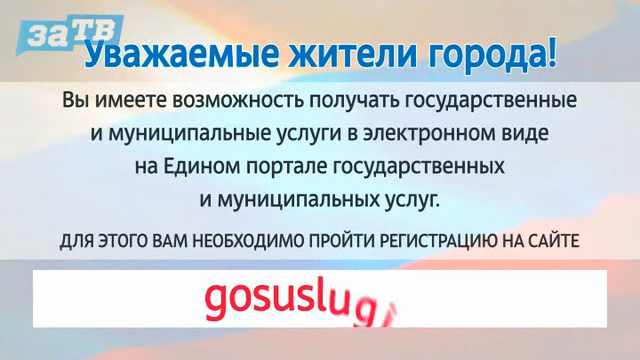 заТВ
Уважаемые жители города!
Вы имеете возможность получать государственные
и муниципальные услуги в электронном виде
на Едином портале государственных
и муниципальных услуг.
ДЛЯ ЭТОГО ВАМ НЕОБХОДИМО ПРОЙТИ РЕГИСТРАЦИЮ НА САЙТЕ
gosuslugi